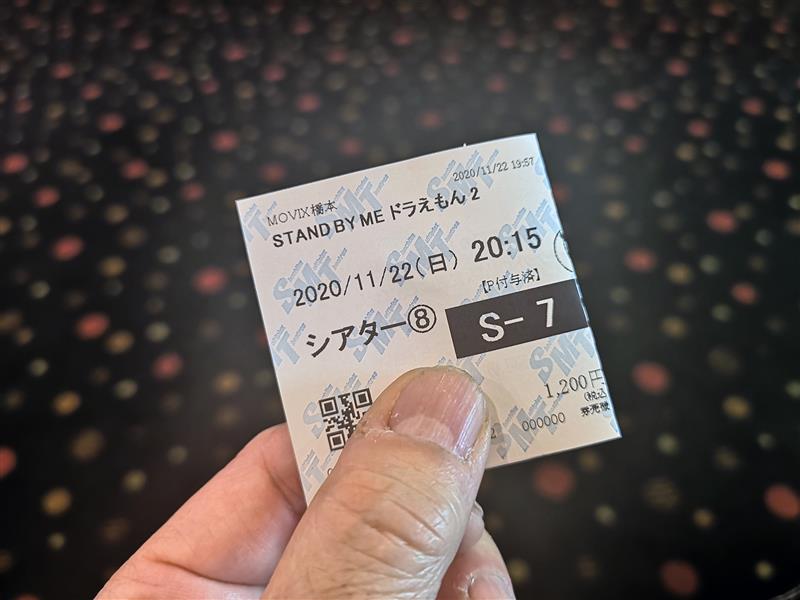 2020/11/22 19:57
MOVIX橋本
STAND BY ME ドラえもん 2
2020/11/22(日) 20:15
【P付与済】
シアター⑧ S- 7
1,200円
(税込)
券売機
000000
SMT